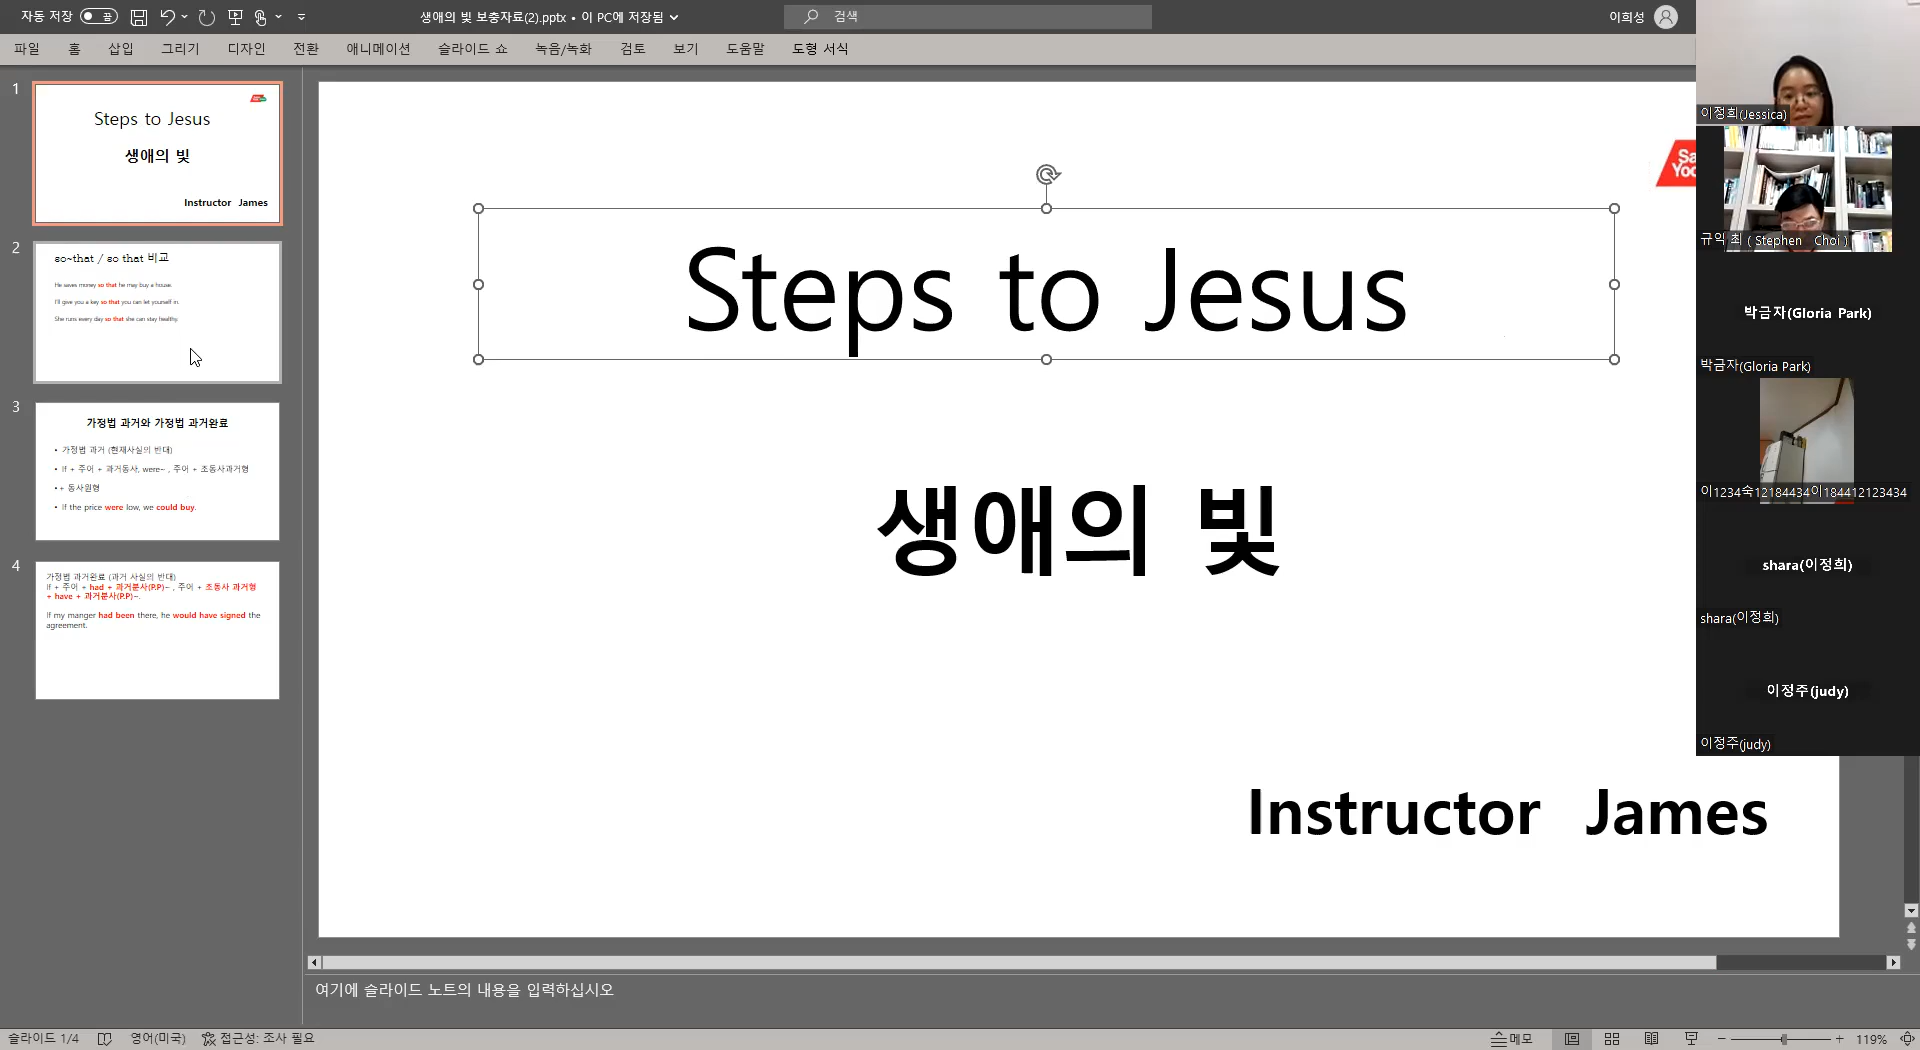 자동 저장 끔
생애의 빛 보충자료(2).pptx • 이 PC에 저장됨
검색
이희성
파일 홈 삽입 그리기 디자인 전환 애니메이션 슬라이드 쇼 녹음/녹화 검토 보기 도움말 도형 서식
1
Steps to Jesus
생애의 빛
Instructor James
2
so~that / so that 비교
He saves money so that he may buy a house.
I'll give you a key so that you can let yourself in.
She runs every day so that she can stay healthy.
3
가정법 과거와 가정법 과거완료
• 가정법 과거 (현재사실의 반대)
• If + 주어 + 과거동사, were~ , 주어 + 조동사과거형
• + 동사원형
• If the price were low, we could buy.
4
가정법 과거완료 (과거 사실의 반대)
If + 주어 + had + 과거분사(P.P)~ , 주어 + 조동사 과거형
+ have + 과거분사(P.P)~.
If my manger had been there, he would have signed the
agreement.
Steps to Jesus
생애의 빛
Instructor James
이정희(Jessica)
규익 최 ( Stephen Choi )
박금자(Gloria Park)
박금자(Gloria Park)
이1234숙12184434이184412123434
shara(이정희)
shara(이정희)
이정주(judy)
이정주(judy)
여기에 슬라이드 노트의 내용을 입력하십시오
슬라이드 1/4 영어(미국) 접근성: 조사 필요
메모
119%